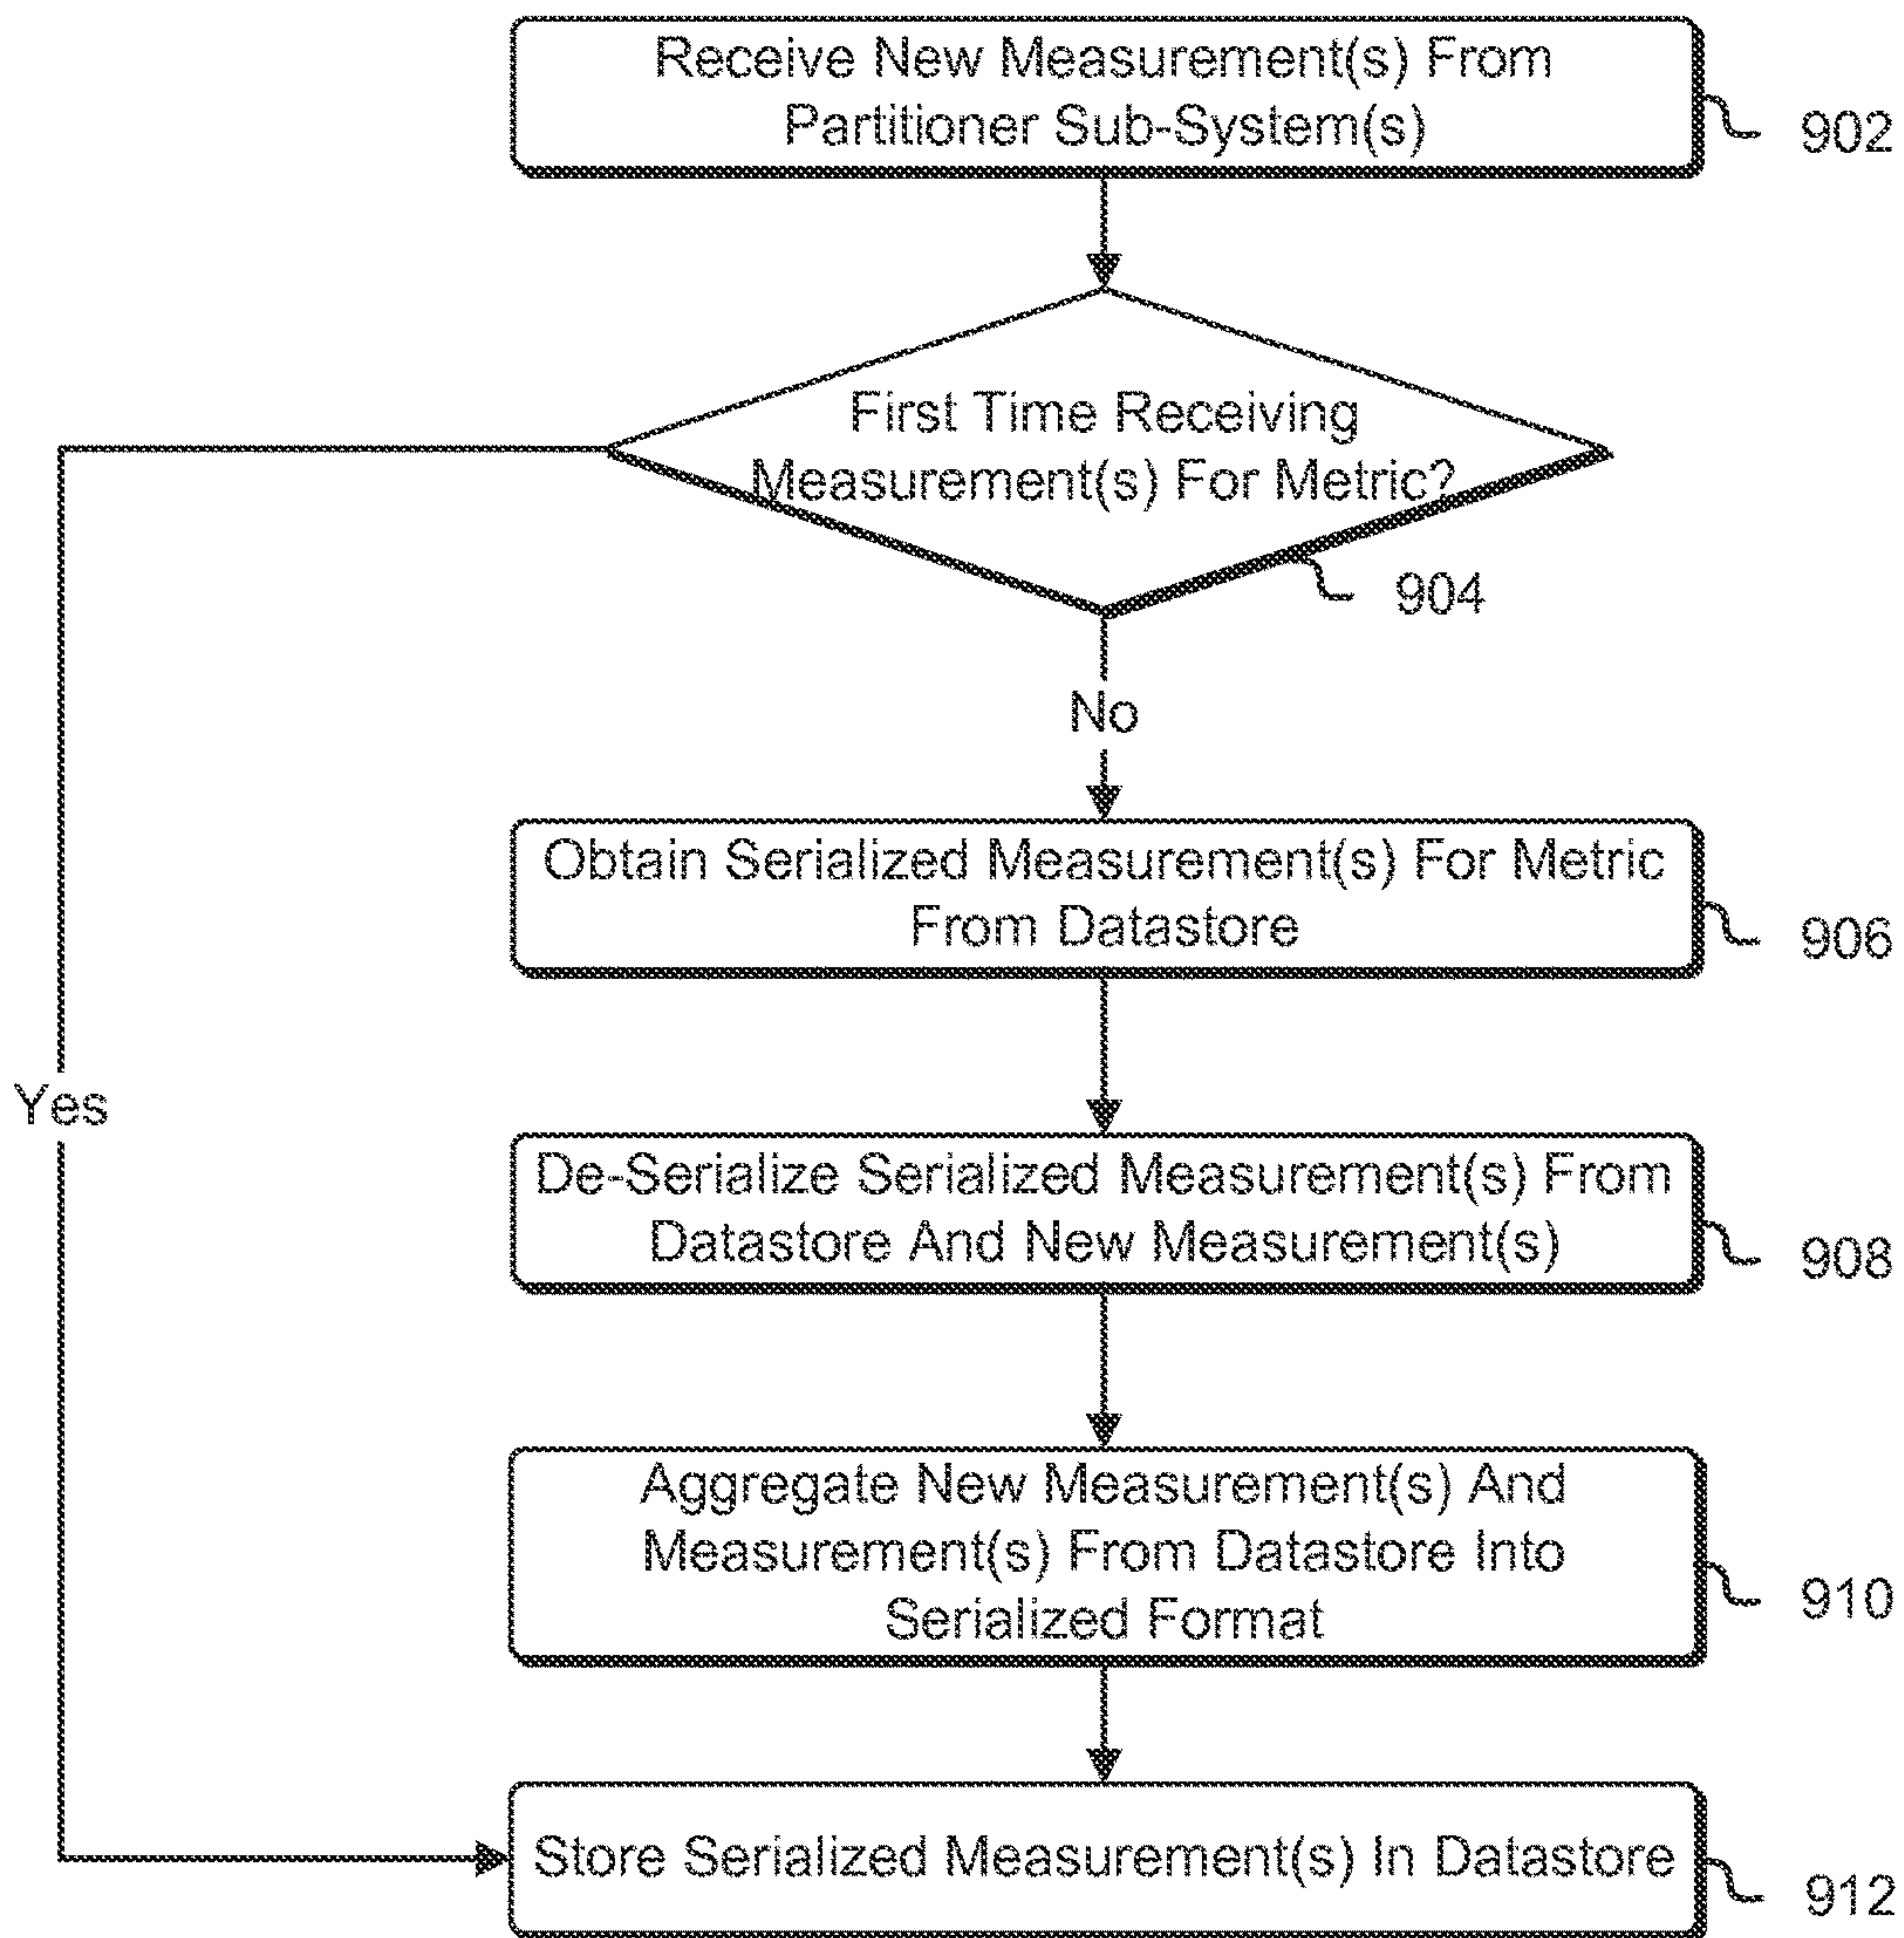 Receive New Measurement(s) From
Partitioner Sub-System(s)
902
First Time Receiving
Measurement(s) For Metric?
904
No
Obtain Serialized Measurement(s) For Metric
From Datastore
906
Yes
De-Serialize Serialized Measurement(s) From
Datastore And New Measurement(s)
908
Aggregate New Measurement(s) And
Measurement(s) From Datastore Into
Serialized Format
910
Store Serialized Measurement(s) In Datastore
912